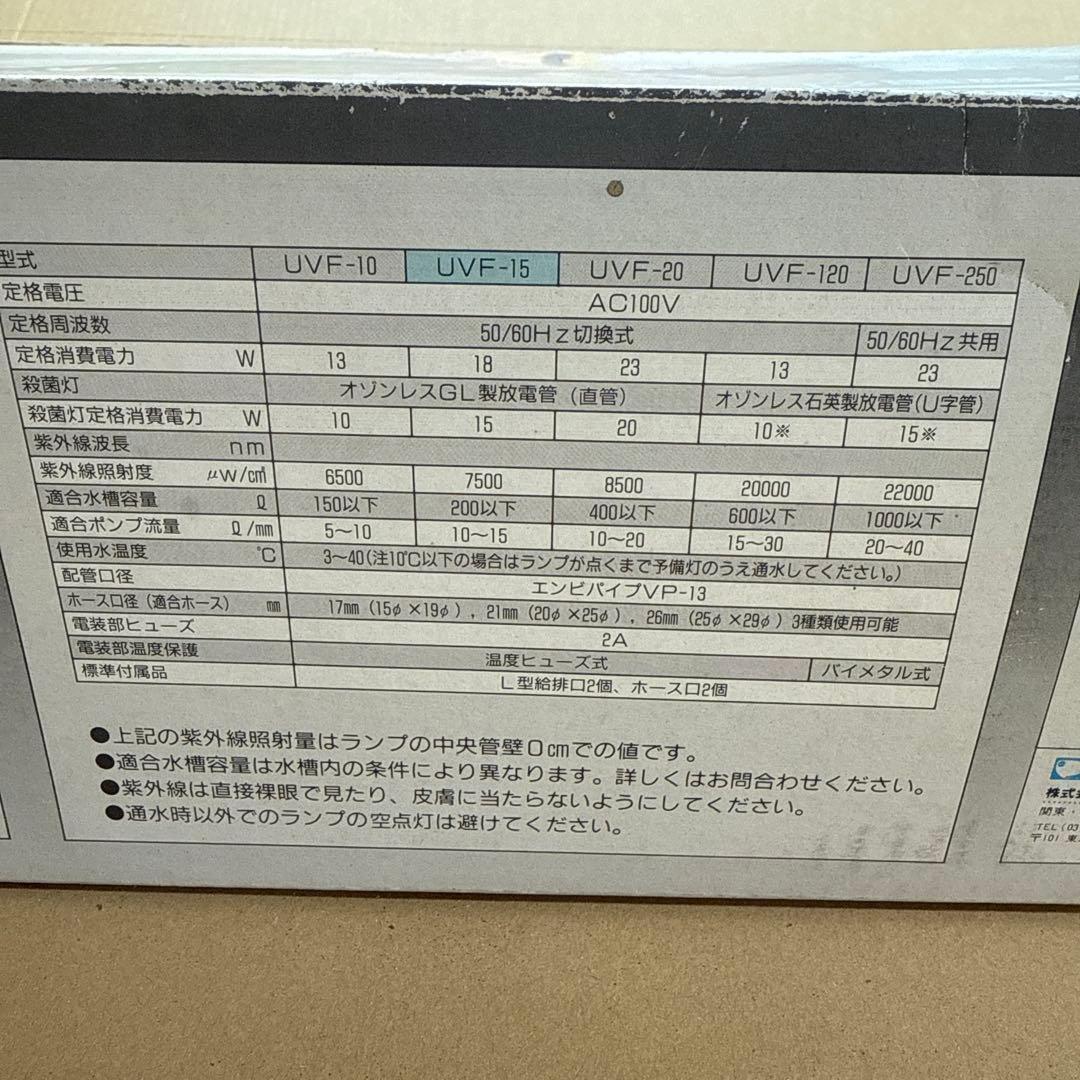 型式 UVF-10 UVF-15 UVF-20 UVF-120 UVF-250
定格電圧 AC100V
定格周波数 50/60Hz切換式 50/60Hz共用
定格消費電力 W 13 18 23 13 23
殺菌灯 オゾンレスGL製放電管(直管) オゾンレス石英製放電管(U字管)
殺菌灯定格消費電力 W 10 15 20 10※ 15※
紫外線波長 nm
紫外線照射度 μW/c㎡ 6500 7500 8500 20000 22000
適合水槽容量 ℓ 150以下 200以下 400以下 600以下 1000以下
適合ポンプ流量 ℓ/mm 5～10 10～15 10～20 15～30 20～40
使用水温度 ℃ 3～40(注10℃以下の場合はランプが点くまで予備灯のうえ通水してください。)
配管口径 エンビパイプVP-13
ホース口径(適合ホース) ㎜ 17㎜(15φ×19φ), 21㎜(20φ×25φ), 26㎜(25φ×29φ)3種類使用可能
電装部ヒューズ 2A
電装部温度保護 温度ヒューズ式 バイメタル式
標準付属品 L型給排口2個、ホース口2個
●上記の紫外線照射量はランプの中央管壁0㎝での値です。
●適合水槽容量は水槽内の条件により異なります。詳しくはお問合わせください。
●紫外線は直接裸眼で見たり、皮膚に当たらないようにしてください。
●通水時以外でのランプの空点灯は避けてください。
株式
関東・
TEL(03
〒101 東